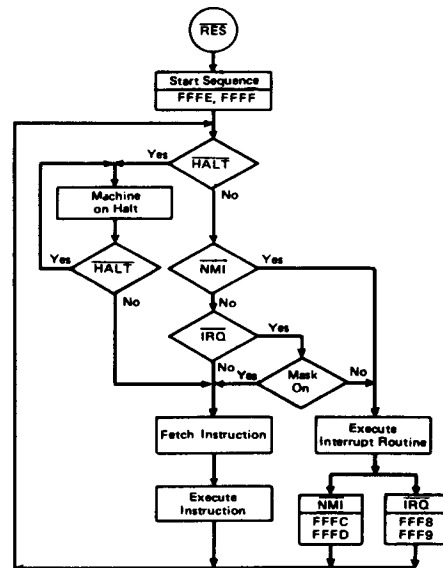 RES
Start Sequence
FFFE, FFFF
Yes
HALT
No
Machine
on Halt
Yes
HALT
No
NMI
Yes
No
IRQ
Yes
No
Yes
Mask
On
No
Fetch Instruction
Execute
Interrupt Routine
Execute
Instruction
NMI
FFFC
FFFD
IRQ
FFF8
FFF9